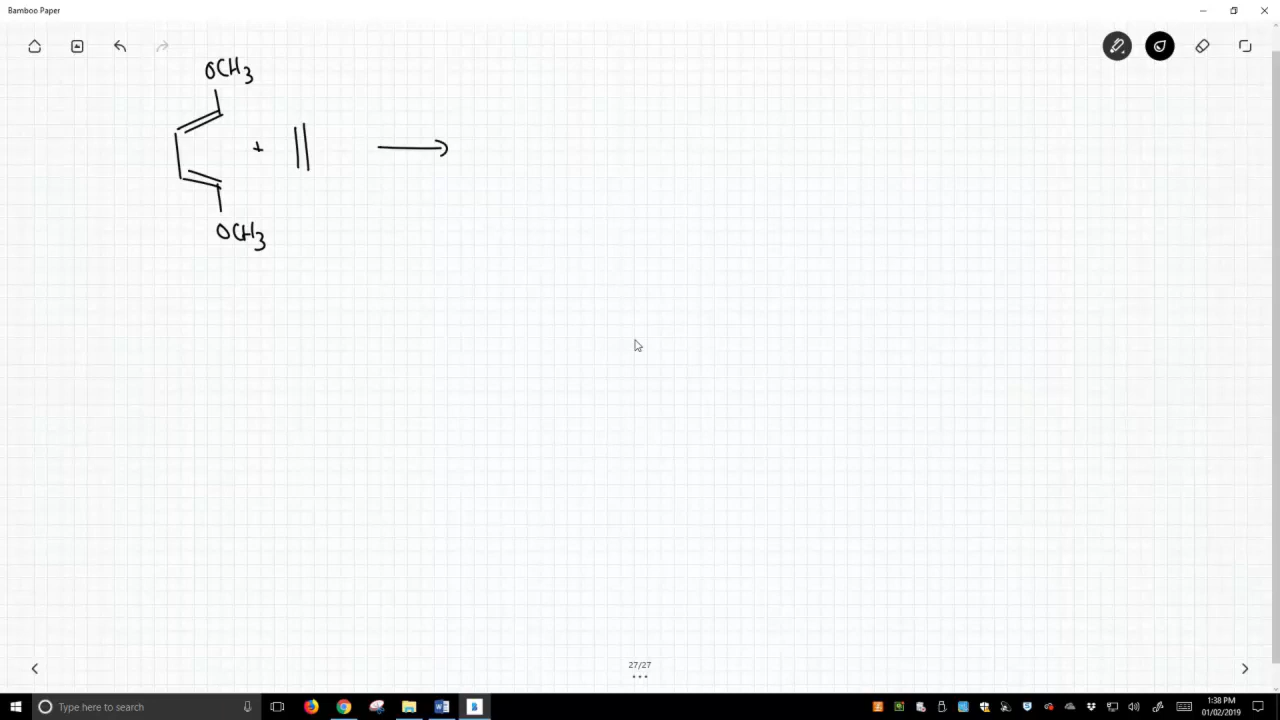 Bamboo Paper
OCH3
+
OCH3
27/27
Type here to search
1:38 PM
01/02/2019